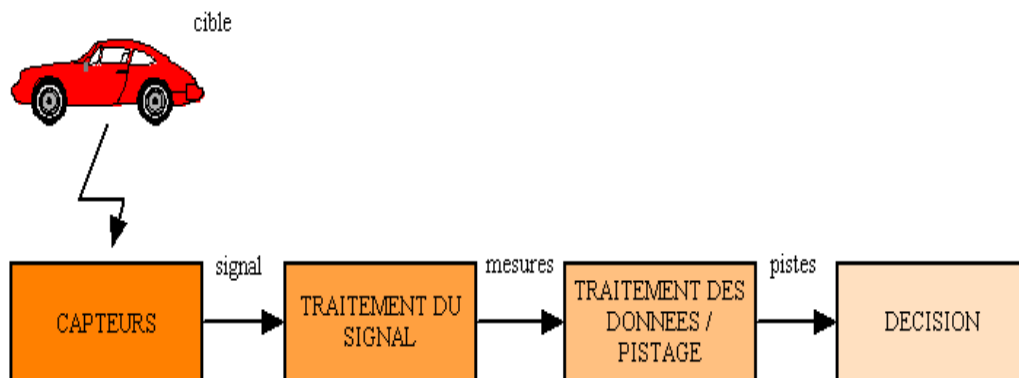 cible
signal
mesures
pistes
CAPTEURS
TRAITEMENT DU
SIGNAL
TRAITEMENT DES
DONNEES /
PISTAGE
DECISION